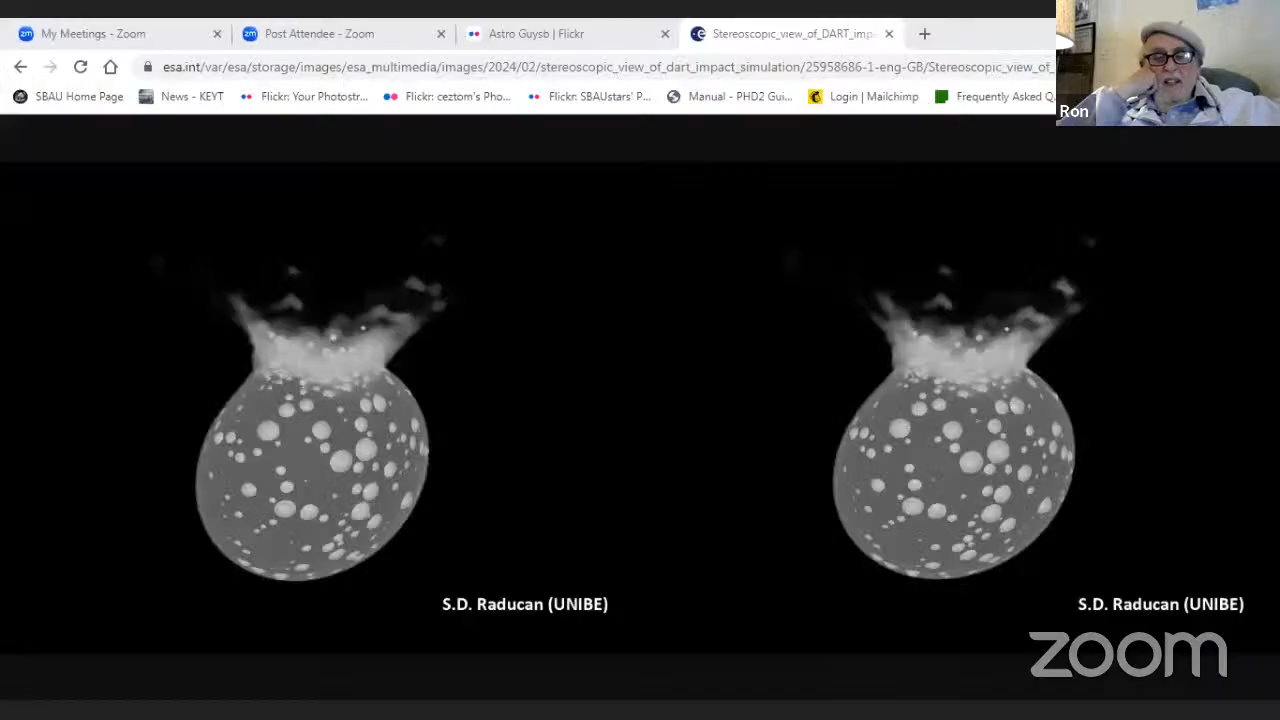 My Meetings - Zoom
Post Attendee - Zoom
Astro Guysb | Flickr
Stereoscopic_view_of_DART_imp
esa.int/var/esa/storage/images/esa_multimedia/images/2024/02/stereoscopic_view_of_dart_impact_simulation/25958686-1-eng-GB/Stereoscopic_view_of_
SBAU Home Page
News - KEYT
Flickr: Your Photostr...
Flickr: ceztom's Pho...
Flickr: SBAUstars' P...
Manual - PHD2 Gui...
Login | Mailchimp
Frequently Asked Q
Ron
S.D. Raducan (UNIBE)
S.D. Raducan (UNIBE)
zoom